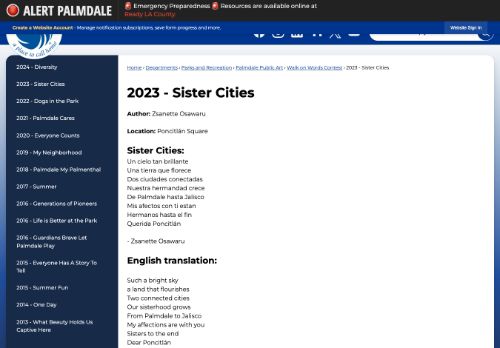 ALERT PALMDALE
🚨 Emergency Preparedness 🚨 Resources are available online at
Ready LA County.
Create a Website Account - Manage notification subscriptions, save form progress and more.
Website Sign In
a place to call home
2024 - Diversity
2023 - Sister Cities
2022 - Dogs in the Park
2021 - Palmdale Cares
2020 - Everyone Counts
2019 - My Neighborhood
2018 - Palmdale My Palmenthal
2017 - Summer
2016 - Generations of Pioneers
2016 - Life is Better at the Park
2016 - Guardians Brave Let
Palmdale Play
2015 - Everyone Has A Story To
Tell
2015 - Summer Fun
2014 - One Day
2013 - What Beauty Holds Us
Captive Here
Home › Departments › Parks and Recreation › Palmdale Public Art › Walk on Words Contest › 2023 - Sister Cities
2023 - Sister Cities
Author: Zsanette Osawaru
Location: Poncitlán Square
Sister Cities:
Un cielo tan brillante
Una tierra que florece
Dos ciudades conectadas
Nuestra hermandad crece
De Palmdale hasta Jalisco
Mis afectos con ti estan
Hermanos hasta el fin
Querida Poncitlán
- Zsanette Osawaru
English translation:
Such a bright sky
a land that flourishes
Two connected cities
Our sisterhood grows
From Palmdale to Jalisco
My affections are with you
Sisters to the end
Dear Poncitlán